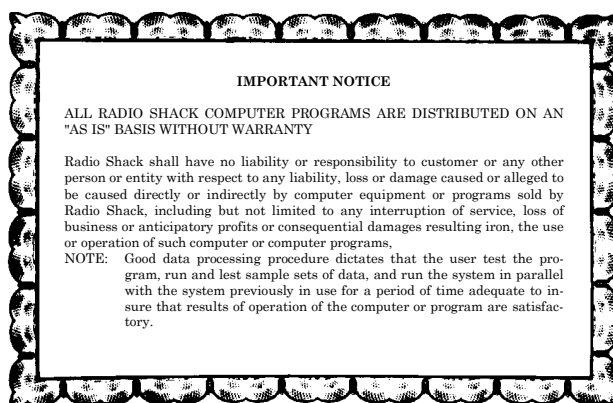 IMPORTANT NOTICE
ALL RADIO SHACK COMPUTER PROGRAMS ARE DISTRIBUTED ON AN
"AS IS" BASIS WITHOUT WARRANTY
Radio Shack shall have no liability or responsibility to customer or any other
person or entity with respect to any liability, loss or damage caused or alleged to
be caused directly or indirectly by computer equipment or programs sold by
Radio Shack, including but not limited to any interruption of service, loss of
business or anticipatory profits or consequential damages resulting iron, the use
or operation of such computer or computer programs,
NOTE: Good data processing procedure dictates that the user test the pro-
gram, run and lest sample sets of data, and run the system in parallel
with the system previously in use for a period of time adequate to in-
sure that results of operation of the computer or program are satisfac-
tory.